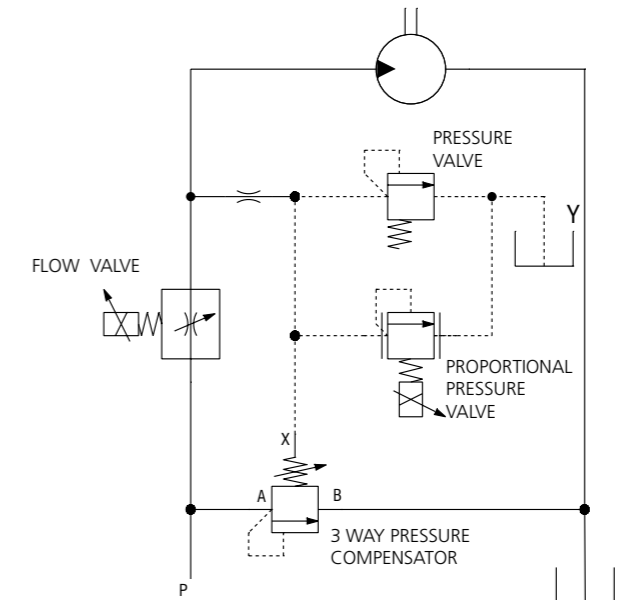 PRESSURE
VALVE
Y
FLOW VALVE
PROPORTIONAL
PRESSURE
VALVE
X
A
B
3 WAY PRESSURE
COMPENSATOR
P